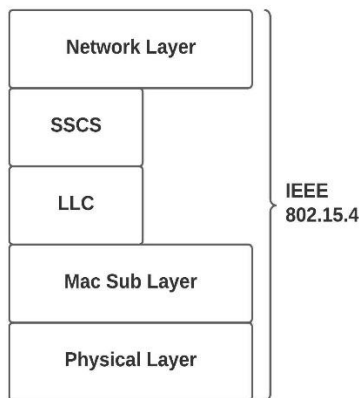 Network Layer
SSCS
LLC
Mac Sub Layer
Physical Layer
IEEE
802.15.4